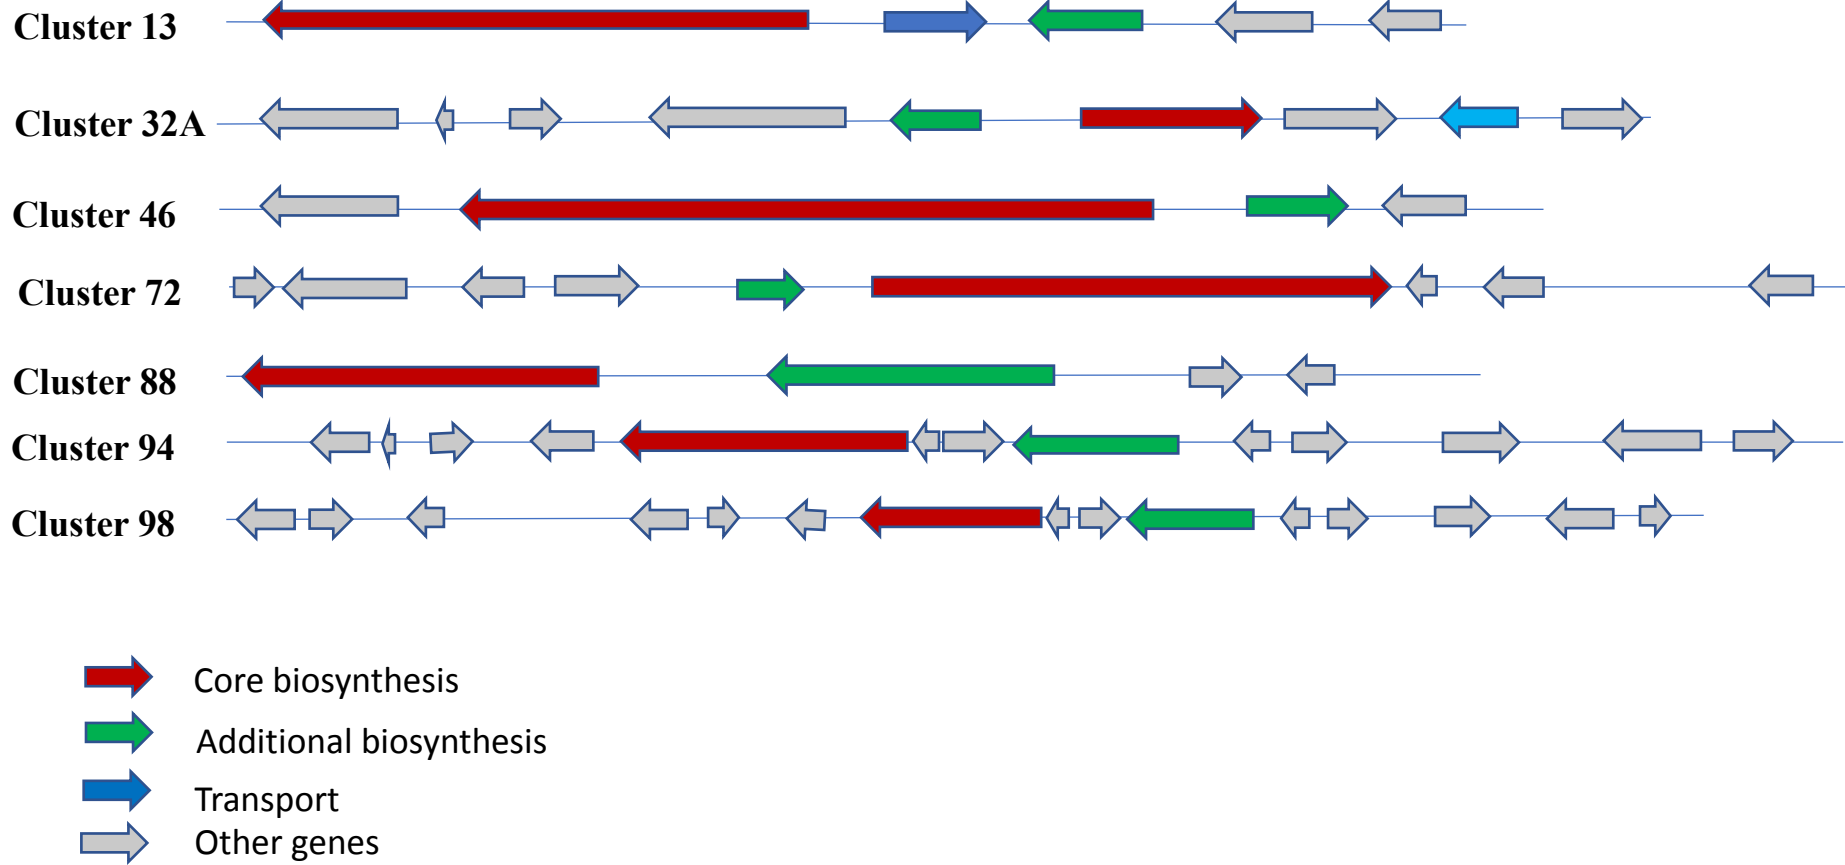 Cluster 13
Cluster 32A
Cluster 46
Cluster 72
Cluster 88
Cluster 94
Cluster 98
Core biosynthesis
Additional biosynthesis
Transport
Other genes